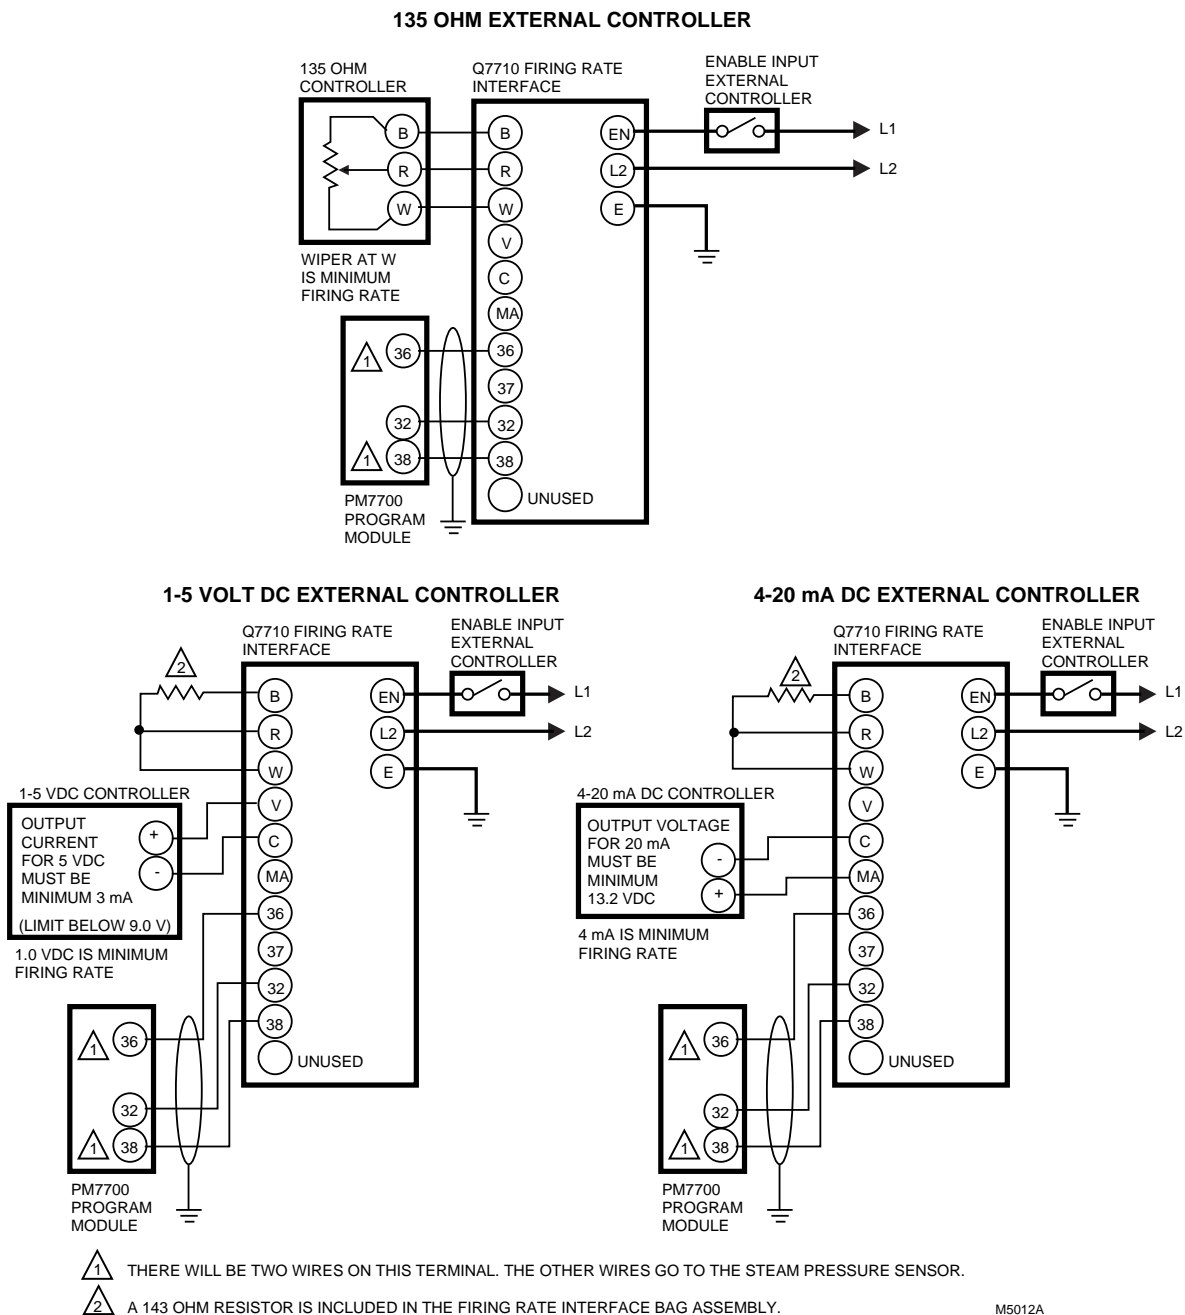 135 OHM EXTERNAL CONTROLLER
135 OHM
CONTROLLER
Q7710 FIRING RATE
INTERFACE
ENABLE INPUT
EXTERNAL
CONTROLLER
B
R
W
B
R
W
V
C
MA
36
37
32
38
UNUSED
EN
L2
E
L1
L2
WIPER AT W
IS MINIMUM
FIRING RATE
1
36
32
1
38
PM7700
PROGRAM
MODULE
1-5 VOLT DC EXTERNAL CONTROLLER
Q7710 FIRING RATE
INTERFACE
ENABLE INPUT
EXTERNAL
CONTROLLER
2
B
R
W
V
C
MA
36
37
32
38
UNUSED
EN
L2
E
L1
L2
1-5 VDC CONTROLLER
OUTPUT
CURRENT
FOR 5 VDC
MUST BE
MINIMUM 3 mA
(LIMIT BELOW 9.0 V)
+
-
1.0 VDC IS MINIMUM
FIRING RATE
1
36
32
1
38
PM7700
PROGRAM
MODULE
4-20 mA DC EXTERNAL CONTROLLER
Q7710 FIRING RATE
INTERFACE
ENABLE INPUT
EXTERNAL
CONTROLLER
2
B
R
W
V
C
MA
36
37
32
38
UNUSED
EN
L2
E
L1
L2
4-20 mA DC CONTROLLER
OUTPUT VOLTAGE
FOR 20 mA
MUST BE
MINIMUM
13.2 VDC
-
+
4 mA IS MINIMUM
FIRING RATE
1
36
32
1
38
PM7700
PROGRAM
MODULE
1 THERE WILL BE TWO WIRES ON THIS TERMINAL. THE OTHER WIRES GO TO THE STEAM PRESSURE SENSOR.
2 A 143 OHM RESISTOR IS INCLUDED IN THE FIRING RATE INTERFACE BAG ASSEMBLY.
M5012A